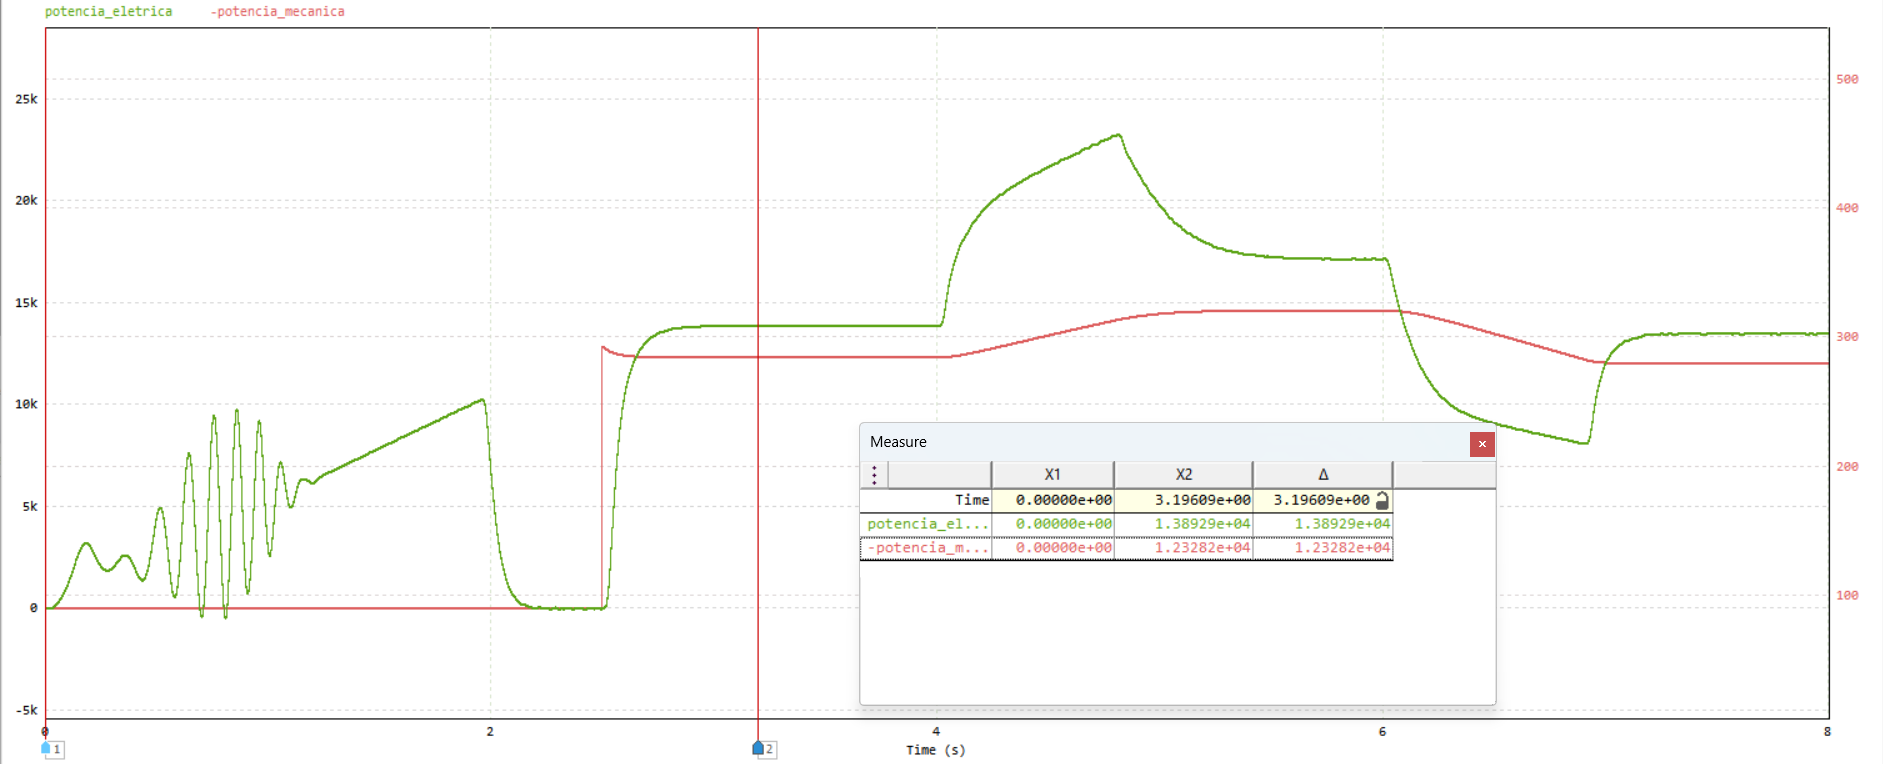 potencia_eletrica -potencia_mecanica
500
25k
20k
400
15k
300
10k
200
5k
0
100
-5k
Measure
X1 X2 Δ
Time 0.00000e+00 3.19609e+00 3.19609e+00
potencia_el... 0.00000e+00 1.38929e+04 1.38929e+04
-potencia_m... 0.00000e+00 1.23282e+04 1.23282e+04
0 2 4 6 8
1 2 Time (s)